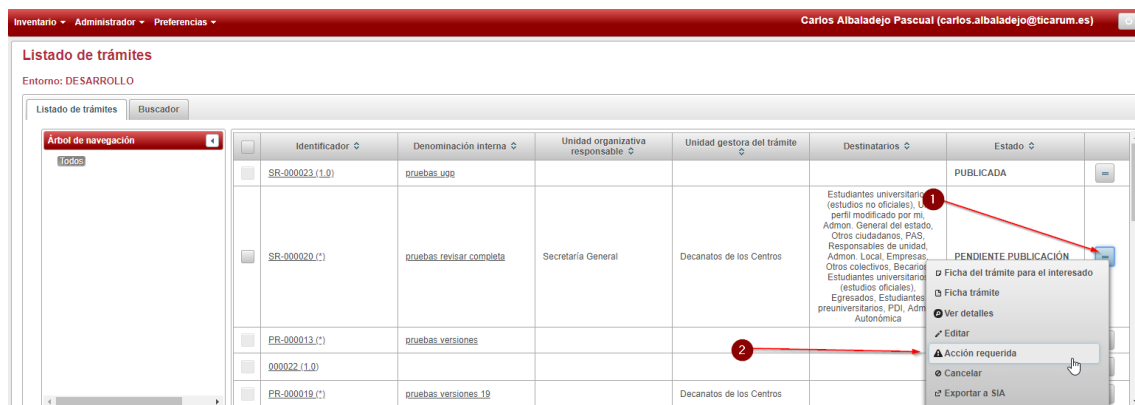 Inventario Administrador Preferencias Carlos Albaladejo Pascual (carlos.albaladejo@ticarum.es)
Listado de trámites
Entorno: DESARROLLO
Listado de trámites Buscador
Árbol de navegación
Todos
Identificador Denominación interna Unidad organizativa responsable Unidad gestora del trámite Destinatarios Estado
SR-000023 (1.0) pruebas ugp PUBLICADA
Estudiantes universitario
(estudios no oficiales), U
perfil modificado por mi,
Admon. General del estado,
Otros ciudadanos, PAS,
Responsables de unidad,
SR-000020 (*) pruebas revisar completa Secretaría General Decanatos de los Centros Admon. Local, Empresas, PENDIENTE PUBLICACIÓN
Otros colectivos, Becarios
Estudiantes universitario
(estudios oficiales),
Egresados, Estudiantes
preuniversitarios, PDI, Adm
Autonómica
1
Ficha del trámite para el interesado
Ficha trámite
Ver detalles
Editar
2
Acción requerida
Cancelar
Exportar a SIA
PR-000013 (*) pruebas versiones
000022 (1.0)
PR-000019 (*) pruebas versiones 19 Decanatos de los Centros